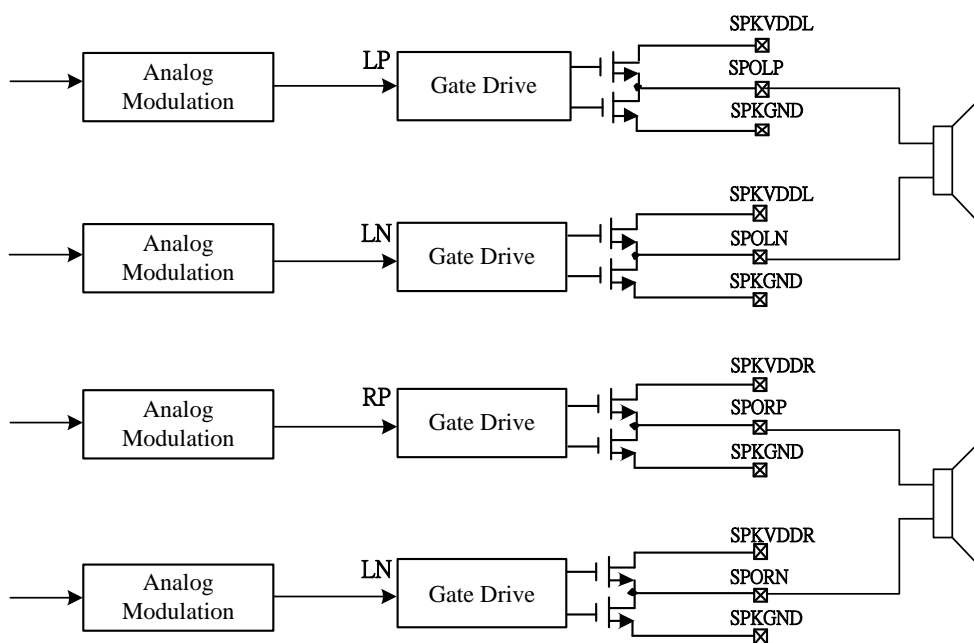 SPKVDDL
Analog
Modulation
LP
Gate Drive
SPOLP
SPKGND
SPKVDDL
Analog
Modulation
LN
Gate Drive
SPOLN
SPKGND
SPKVDDR
Analog
Modulation
RP
Gate Drive
SPORP
SPKGND
SPKVDDR
Analog
Modulation
LN
Gate Drive
SPORN
SPKGND